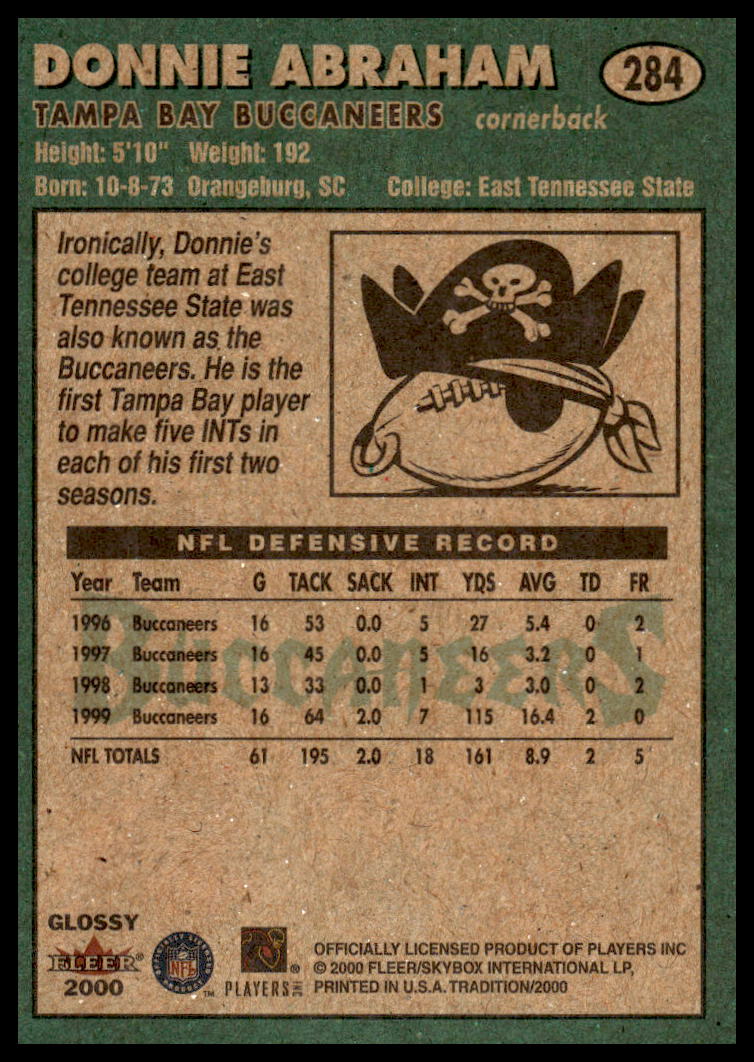 DONNIE ABRAHAM 284
TAMPA BAY BUCCANEERS cornerback
Height: 5'10" Weight: 192
Born: 10-8-73 Orangeburg, SC College: East Tennessee State
Ironically, Donnie's
college team at East
Tennessee State was
also known as the
Buccaneers. He is the
first Tampa Bay player
to make five INTs in
each of his first two
seasons.
NFL DEFENSIVE RECORD
Year Team G TACK SACK INT YDS AVG TD FR
1996 Buccaneers 16 53 0.0 5 27 5.4 0 2
1997 Buccaneers 16 45 0.0 5 16 3.2 0 1
1998 Buccaneers 13 33 0.0 1 3 3.0 0 2
1999 Buccaneers 16 64 2.0 7 115 16.4 2 0
NFL TOTALS 61 195 2.0 18 161 8.9 2 5
BUCCANEERS
GLOSSY
FLEER®
2000
NFL
™
PLAYERS INC
®
OFFICIALLY LICENSED PRODUCT OF PLAYERS INC
© 2000 FLEER/SKYBOX INTERNATIONAL LP,
PRINTED IN U.S.A. TRADITION/2000